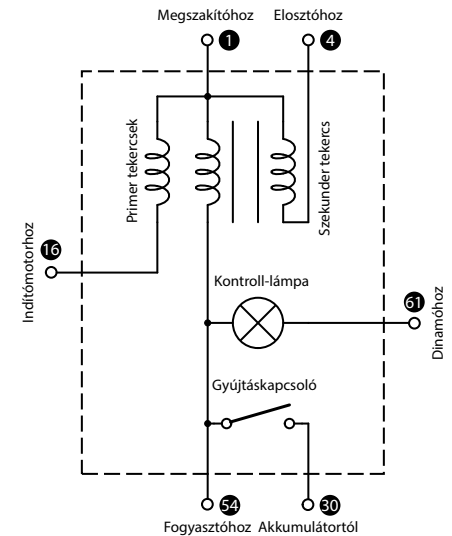 Megszakítóhoz Elosztóhoz
1 4
Primer tekercsek
Szekunder tekercs
Indítómotorhoz
16
Kontroll-lámpa
61
Dinamóhoz
Gyújtáskapcsoló
54 30
Fogyasztóhoz Akkumulátortól